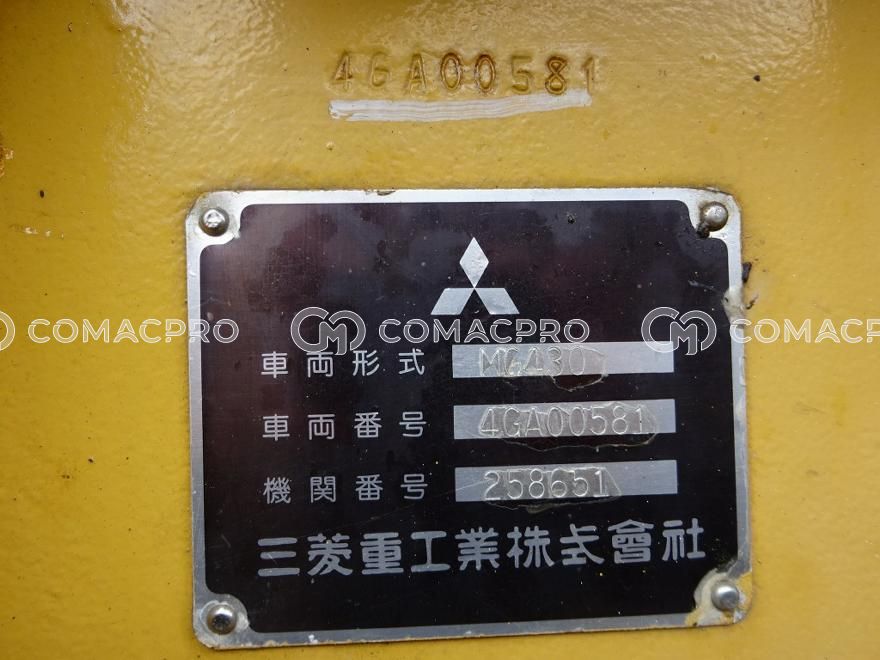 4GA00581
COMACPRO COMACPRO COMACPRO
車両形式 MG430
車両番号 4GA00581
機関番号 258651
三菱重工業株式會社